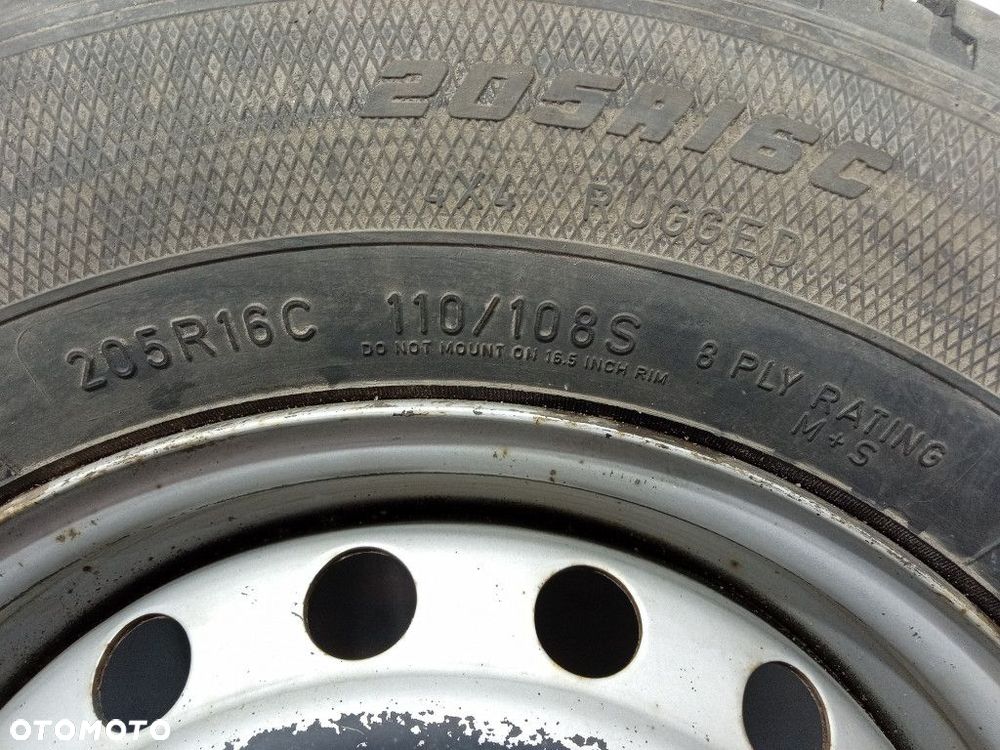 205R16C
4X4 RUGGED
205R16C 110/108S 8 PLY RATING
DO NOT MOUNT ON 16.5 INCH RIM
M+S
OTOMOTO